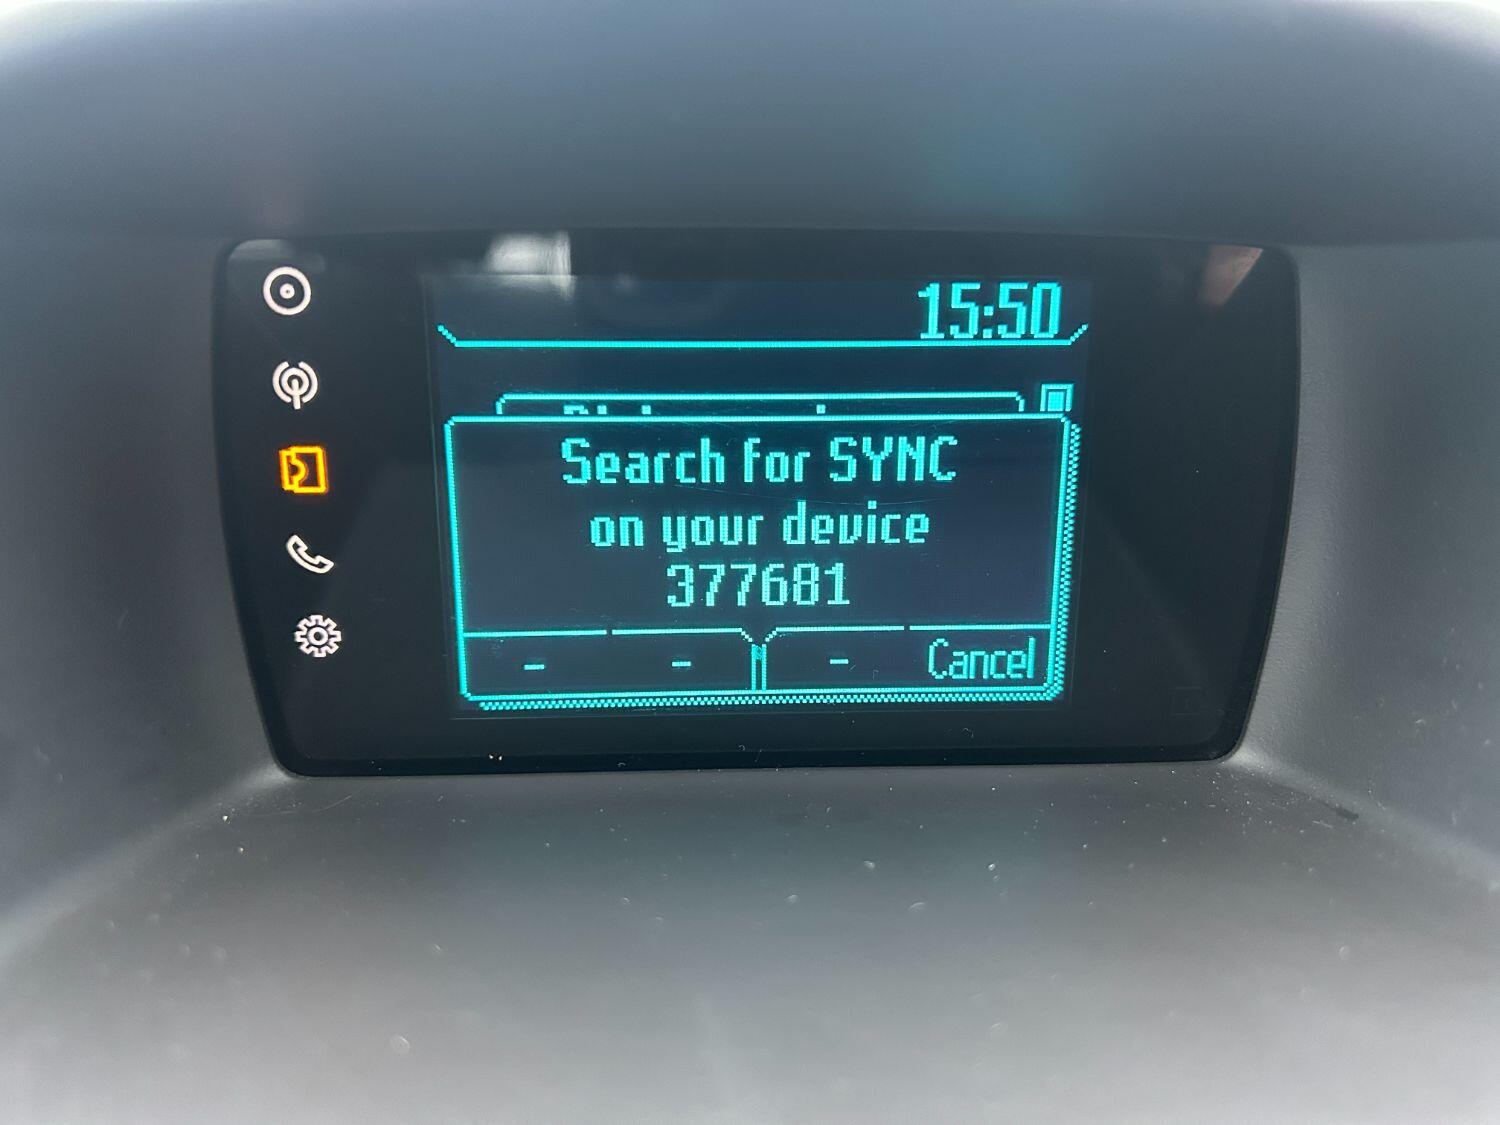 15:50
Search for SYNC
on your device
377681
- - - Cancel